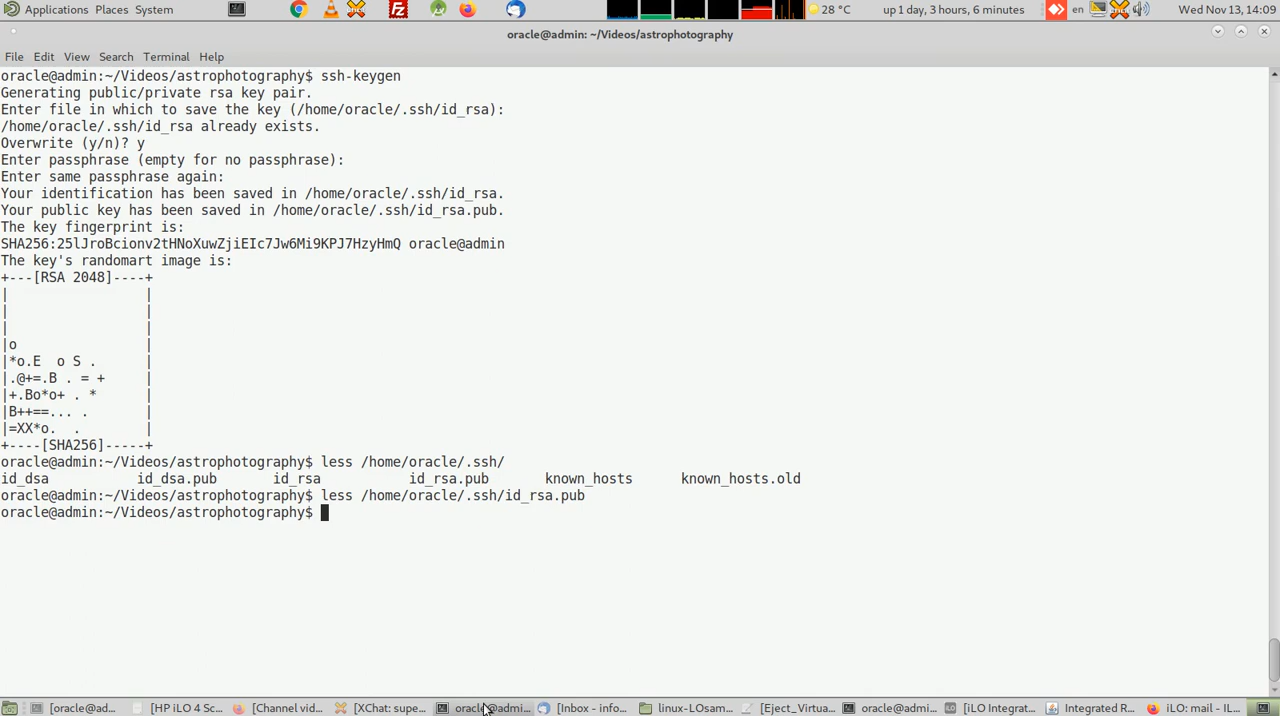 Applications Places System 28 °C up 1 day, 3 hours, 6 minutes en Wed Nov 13, 14:09
oracle@admin: ~/Videos/astrophotography
File Edit View Search Terminal Help
oracle@admin:~/Videos/astrophotography$ ssh-keygen
Generating public/private rsa key pair.
Enter file in which to save the key (/home/oracle/.ssh/id_rsa):
/home/oracle/.ssh/id_rsa already exists.
Overwrite (y/n)? y
Enter passphrase (empty for no passphrase):
Enter same passphrase again:
Your identification has been saved in /home/oracle/.ssh/id_rsa.
Your public key has been saved in /home/oracle/.ssh/id_rsa.pub.
The key fingerprint is:
SHA256:25lJroBcionv2tHNoXuwZjiEIc7Jw6Mi9KPJ7HzyHmQ oracle@admin
The key's randomart image is:
+---[RSA 2048]----+
|                 |
|                 |
|                 |
|o                |
|*o.E  o S .      |
|.@+=.B . = +     |
|+.Bo*o+ . *      |
|B++==... .       |
|=XX*o.  .        |
+----[SHA256]-----+
oracle@admin:~/Videos/astrophotography$ less /home/oracle/.ssh/
id_dsa id_dsa.pub id_rsa id_rsa.pub known_hosts known_hosts.old
oracle@admin:~/Videos/astrophotography$ less /home/oracle/.ssh/id_rsa.pub
oracle@admin:~/Videos/astrophotography$
[oracle@ad... [HP iLO 4 Sc... [Channel vid... [XChat: supe... oracle@admi... [Inbox - info... linux-LOsam... [Eject_Virtua... oracle@admi... [iLO Integrat... Integrated R... iLO: mail - IL...